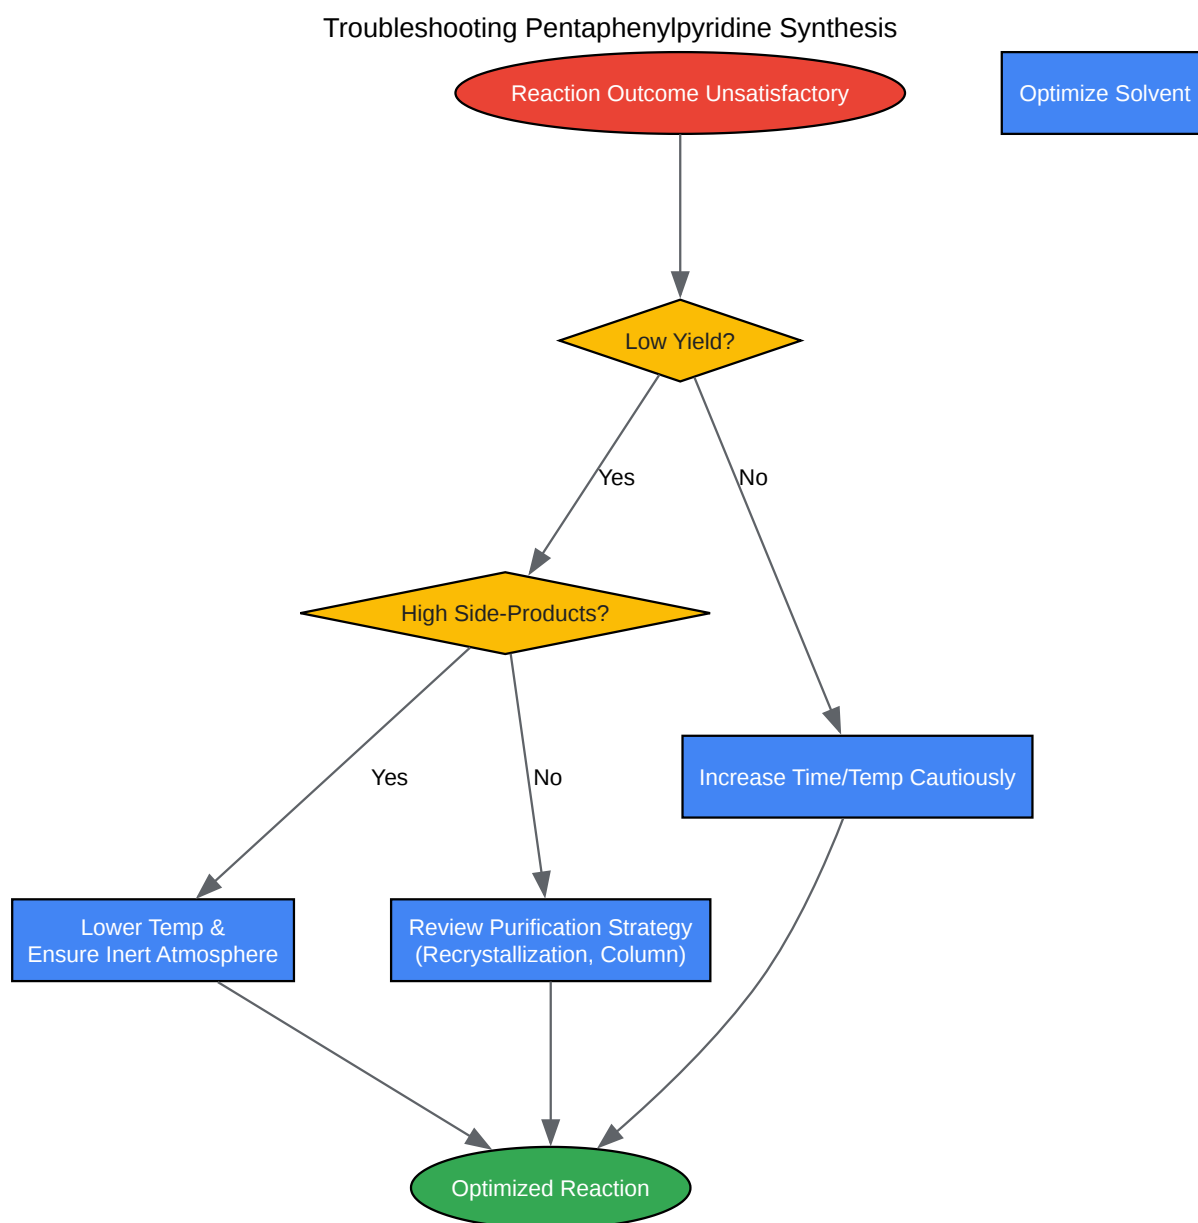 Troubleshooting Pentaphenylpyridine Synthesis
Reaction Outcome Unsatisfactory
Optimize Solvent
Low Yield?
Yes
No
High Side-Products?
Yes
No
Increase Time/Temp Cautiously
Lower Temp &
Ensure Inert Atmosphere
Review Purification Strategy
(Recrystallization, Column)
Optimized Reaction